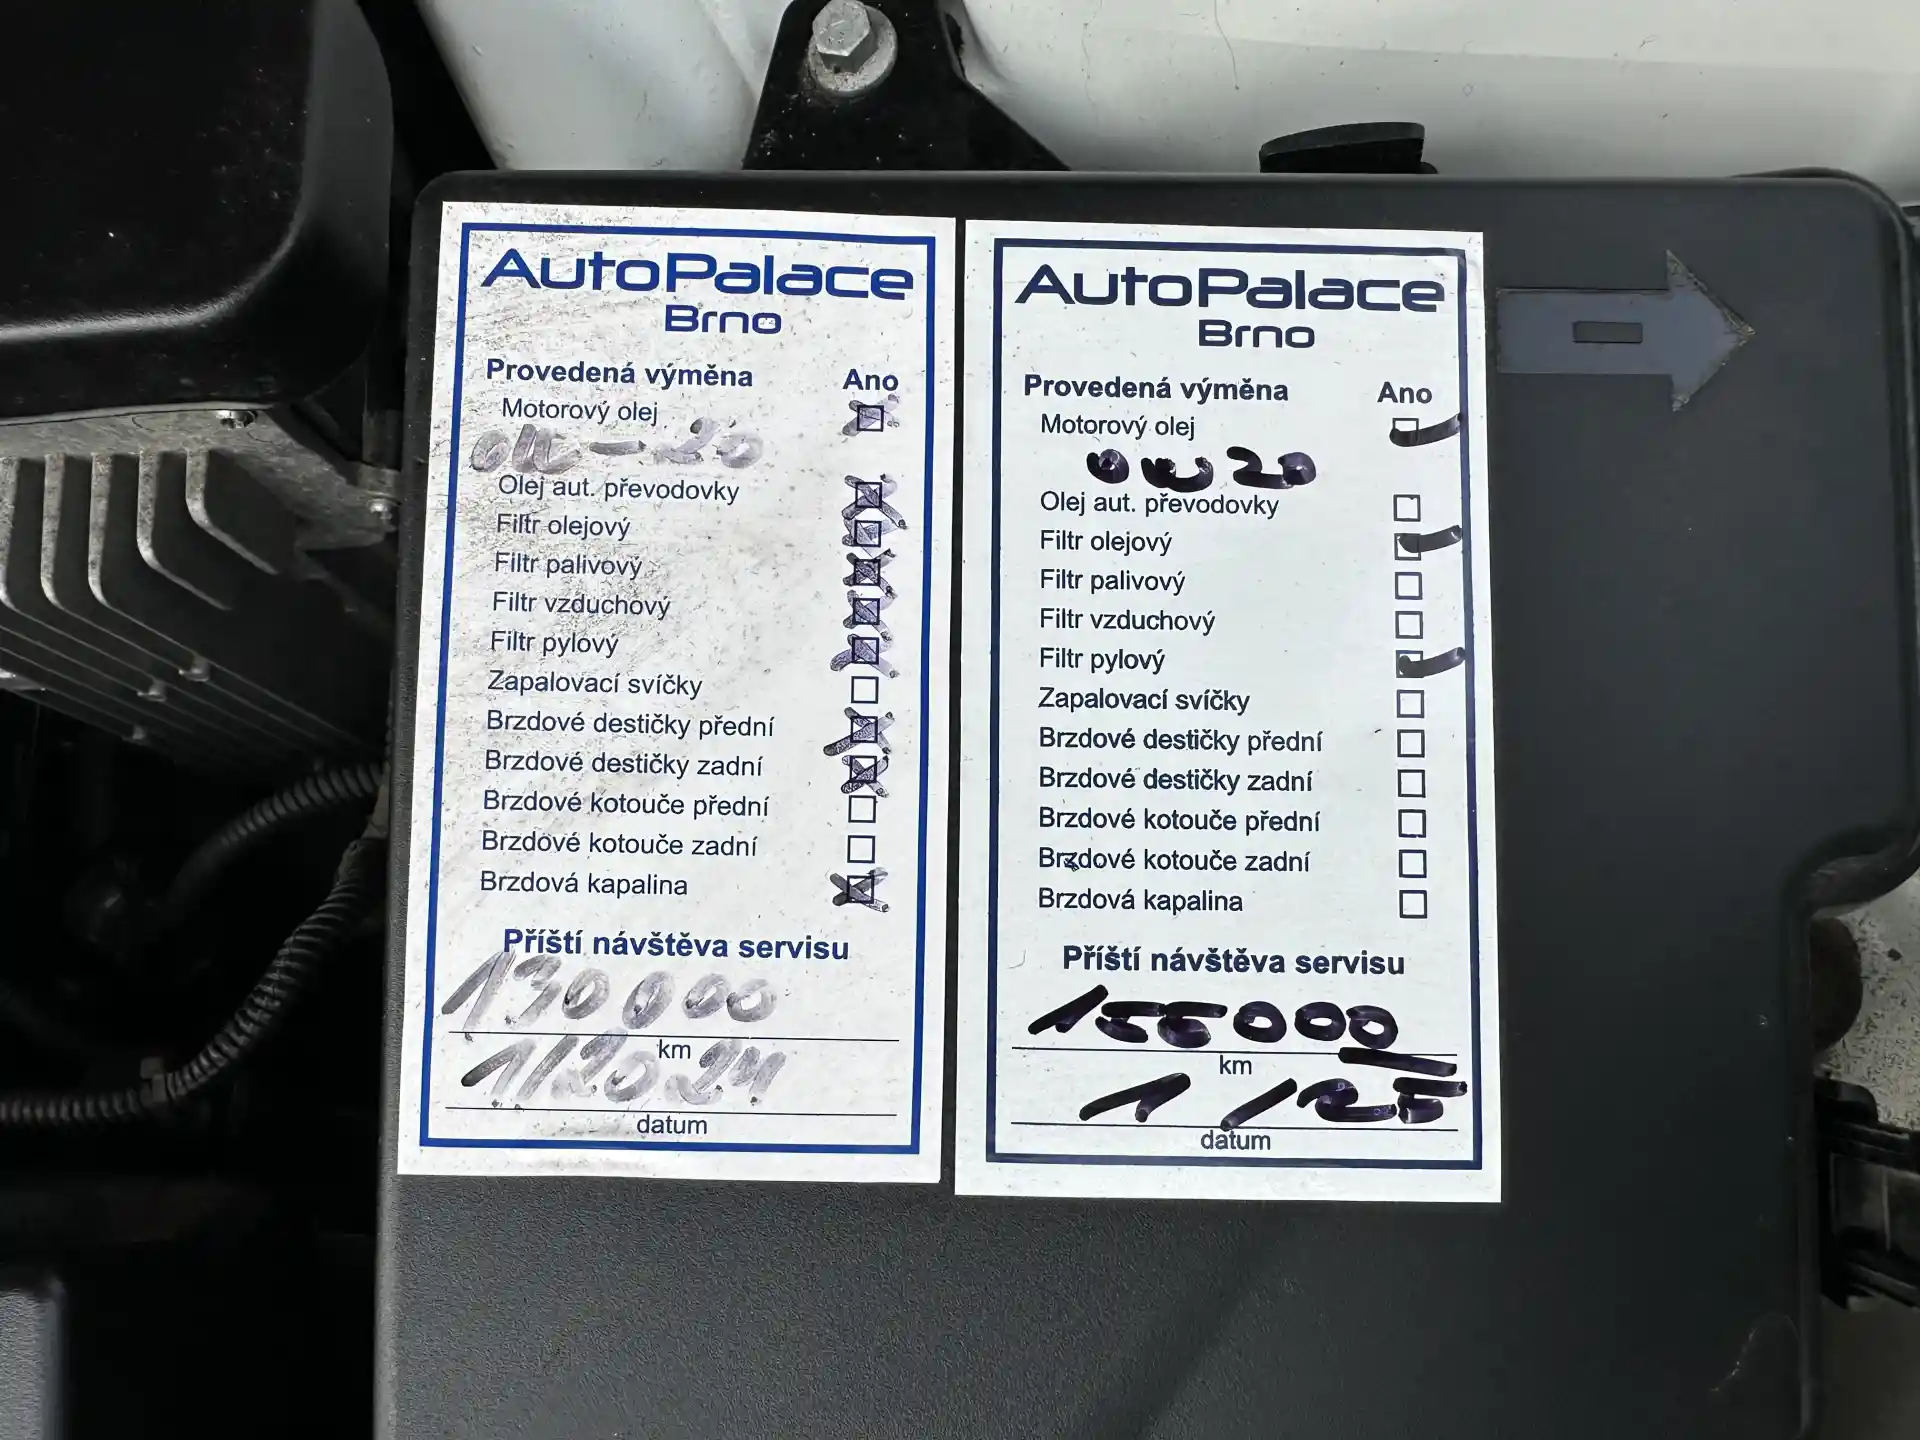 AutoPalace
Brno
Provedená výměna Ano
Motorový olej
0W-20
Olej aut. převodovky
Filtr olejový
Filtr palivový
Filtr vzduchový
Filtr pylový
Zapalovací svíčky
Brzdové destičky přední
Brzdové destičky zadní
Brzdové kotouče přední
Brzdové kotouče zadní
Brzdová kapalina
Příští návštěva servisu
130000
km
1/2024
datum
AutoPalace
Brno
Provedená výměna Ano
Motorový olej
0W20
Olej aut. převodovky
Filtr olejový
Filtr palivový
Filtr vzduchový
Filtr pylový
Zapalovací svíčky
Brzdové destičky přední
Brzdové destičky zadní
Brzdové kotouče přední
Brzdové kotouče zadní
Brzdová kapalina
Příští návštěva servisu
155000
km
1/25
datum